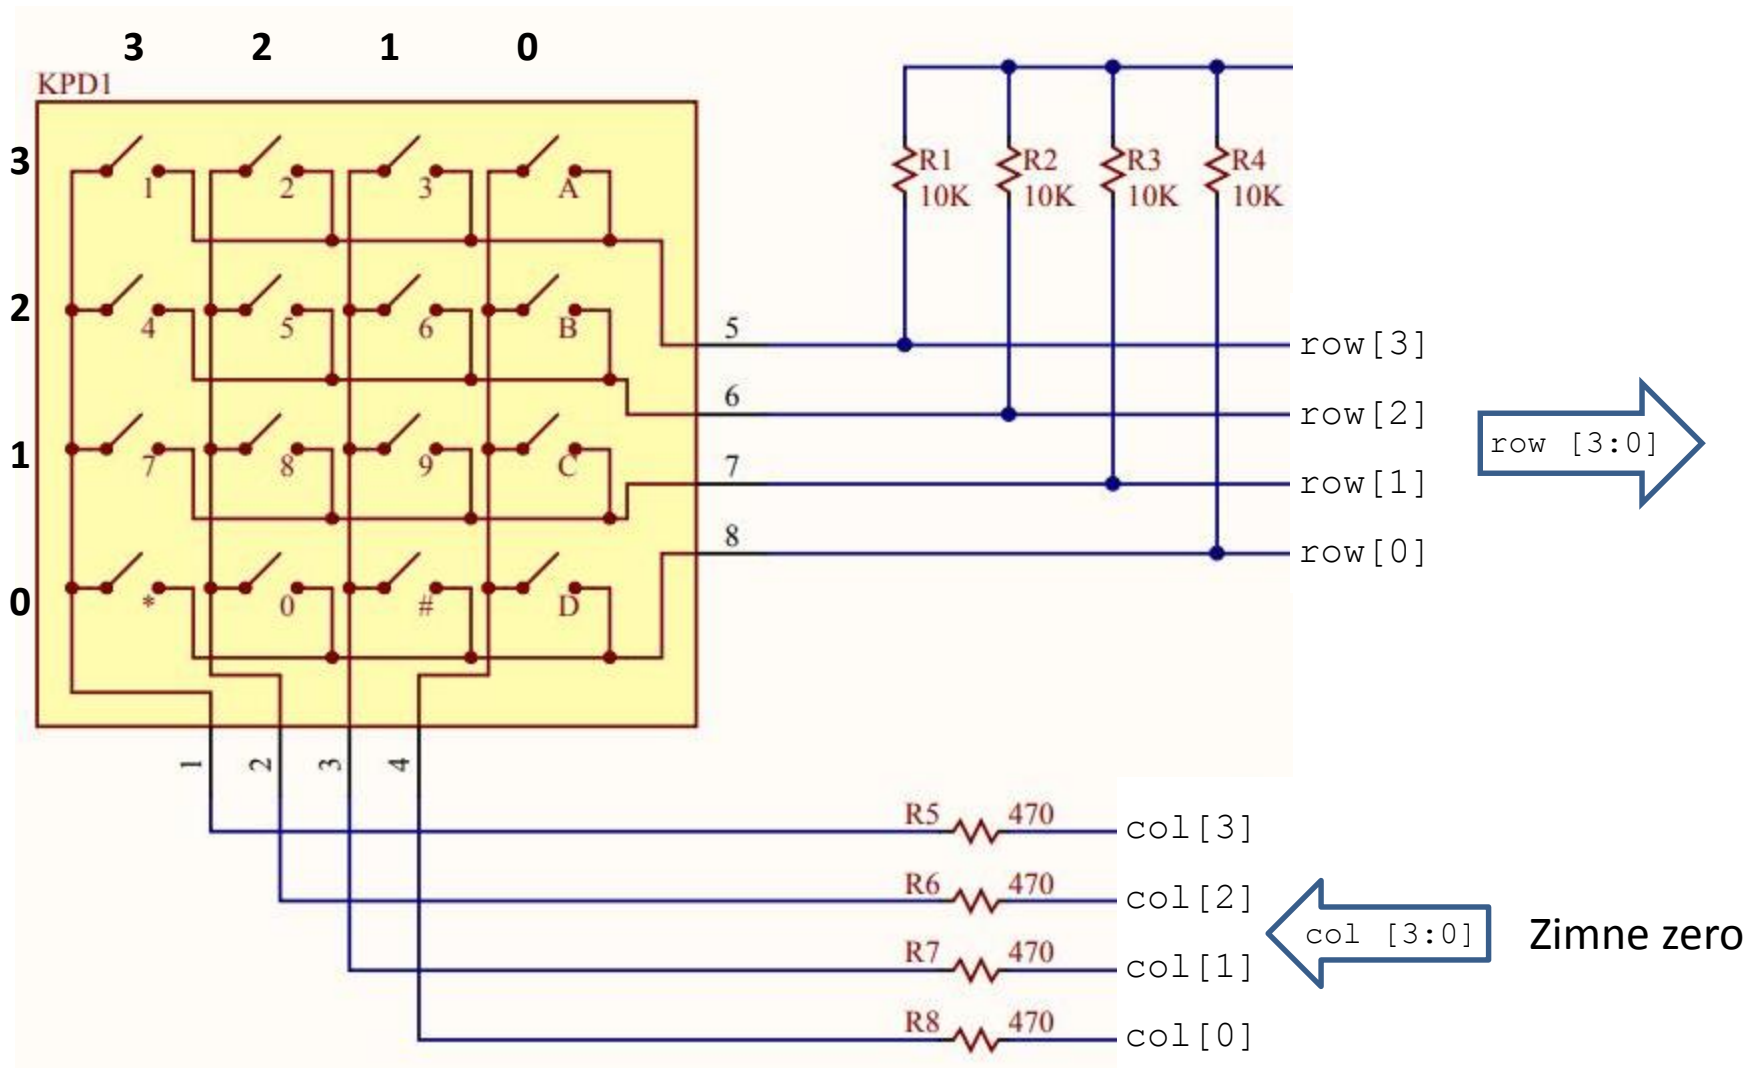 3 2 1 0
KPD1
3 1 2 3 A
R1 R2 R3 R4
10K 10K 10K 10K
2 4 5 6 B
5 row[3]
6 row[2]
1 7 8 9 C
7 row[1]
row [3:0]
8 row[0]
0 * 0 # D
1 2 3 4
R5 470 col[3]
R6 470 col[2]
col [3:0] Zimne zero
R7 470 col[1]
R8 470 col[0]